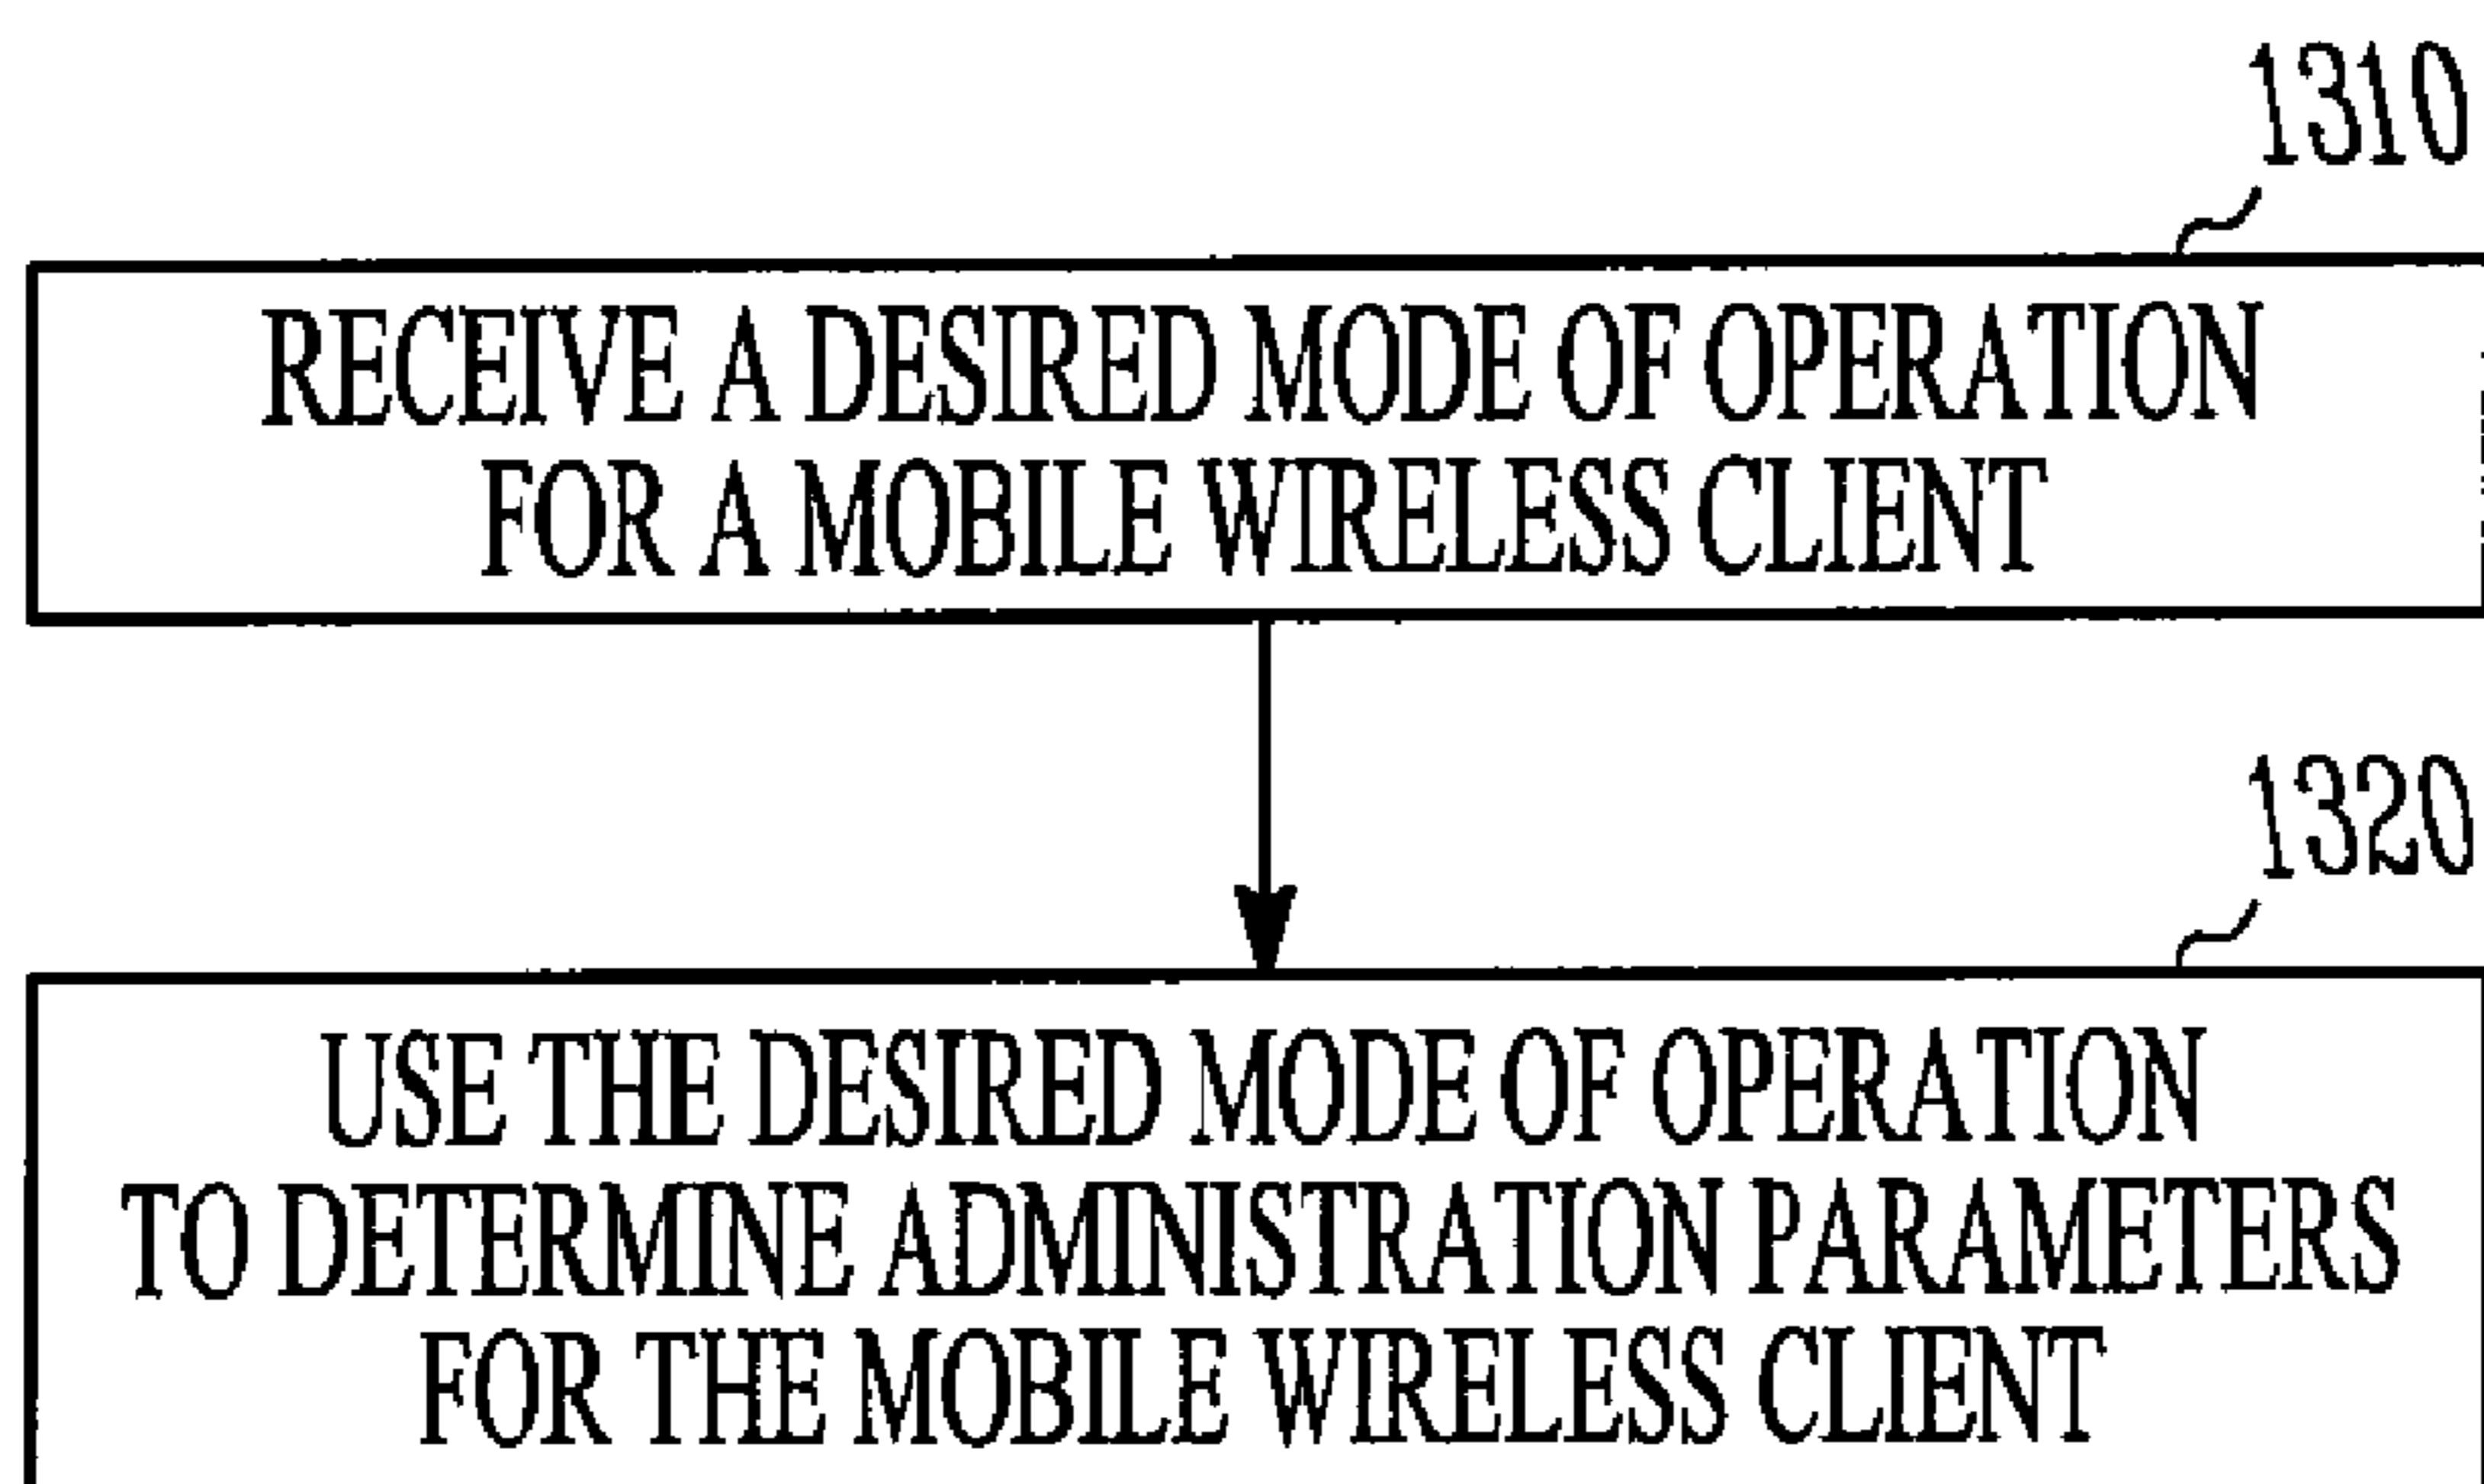 1310
RECEIVE A DESIRED MODE OF OPERATION
FOR A MOBILE WIRELESS CLIENT
1320
USE THE DESIRED MODE OF OPERATION
TO DETERMINE ADMINISTRATION PARAMETERS
FOR THE MOBILE WIRELESS CLIENT